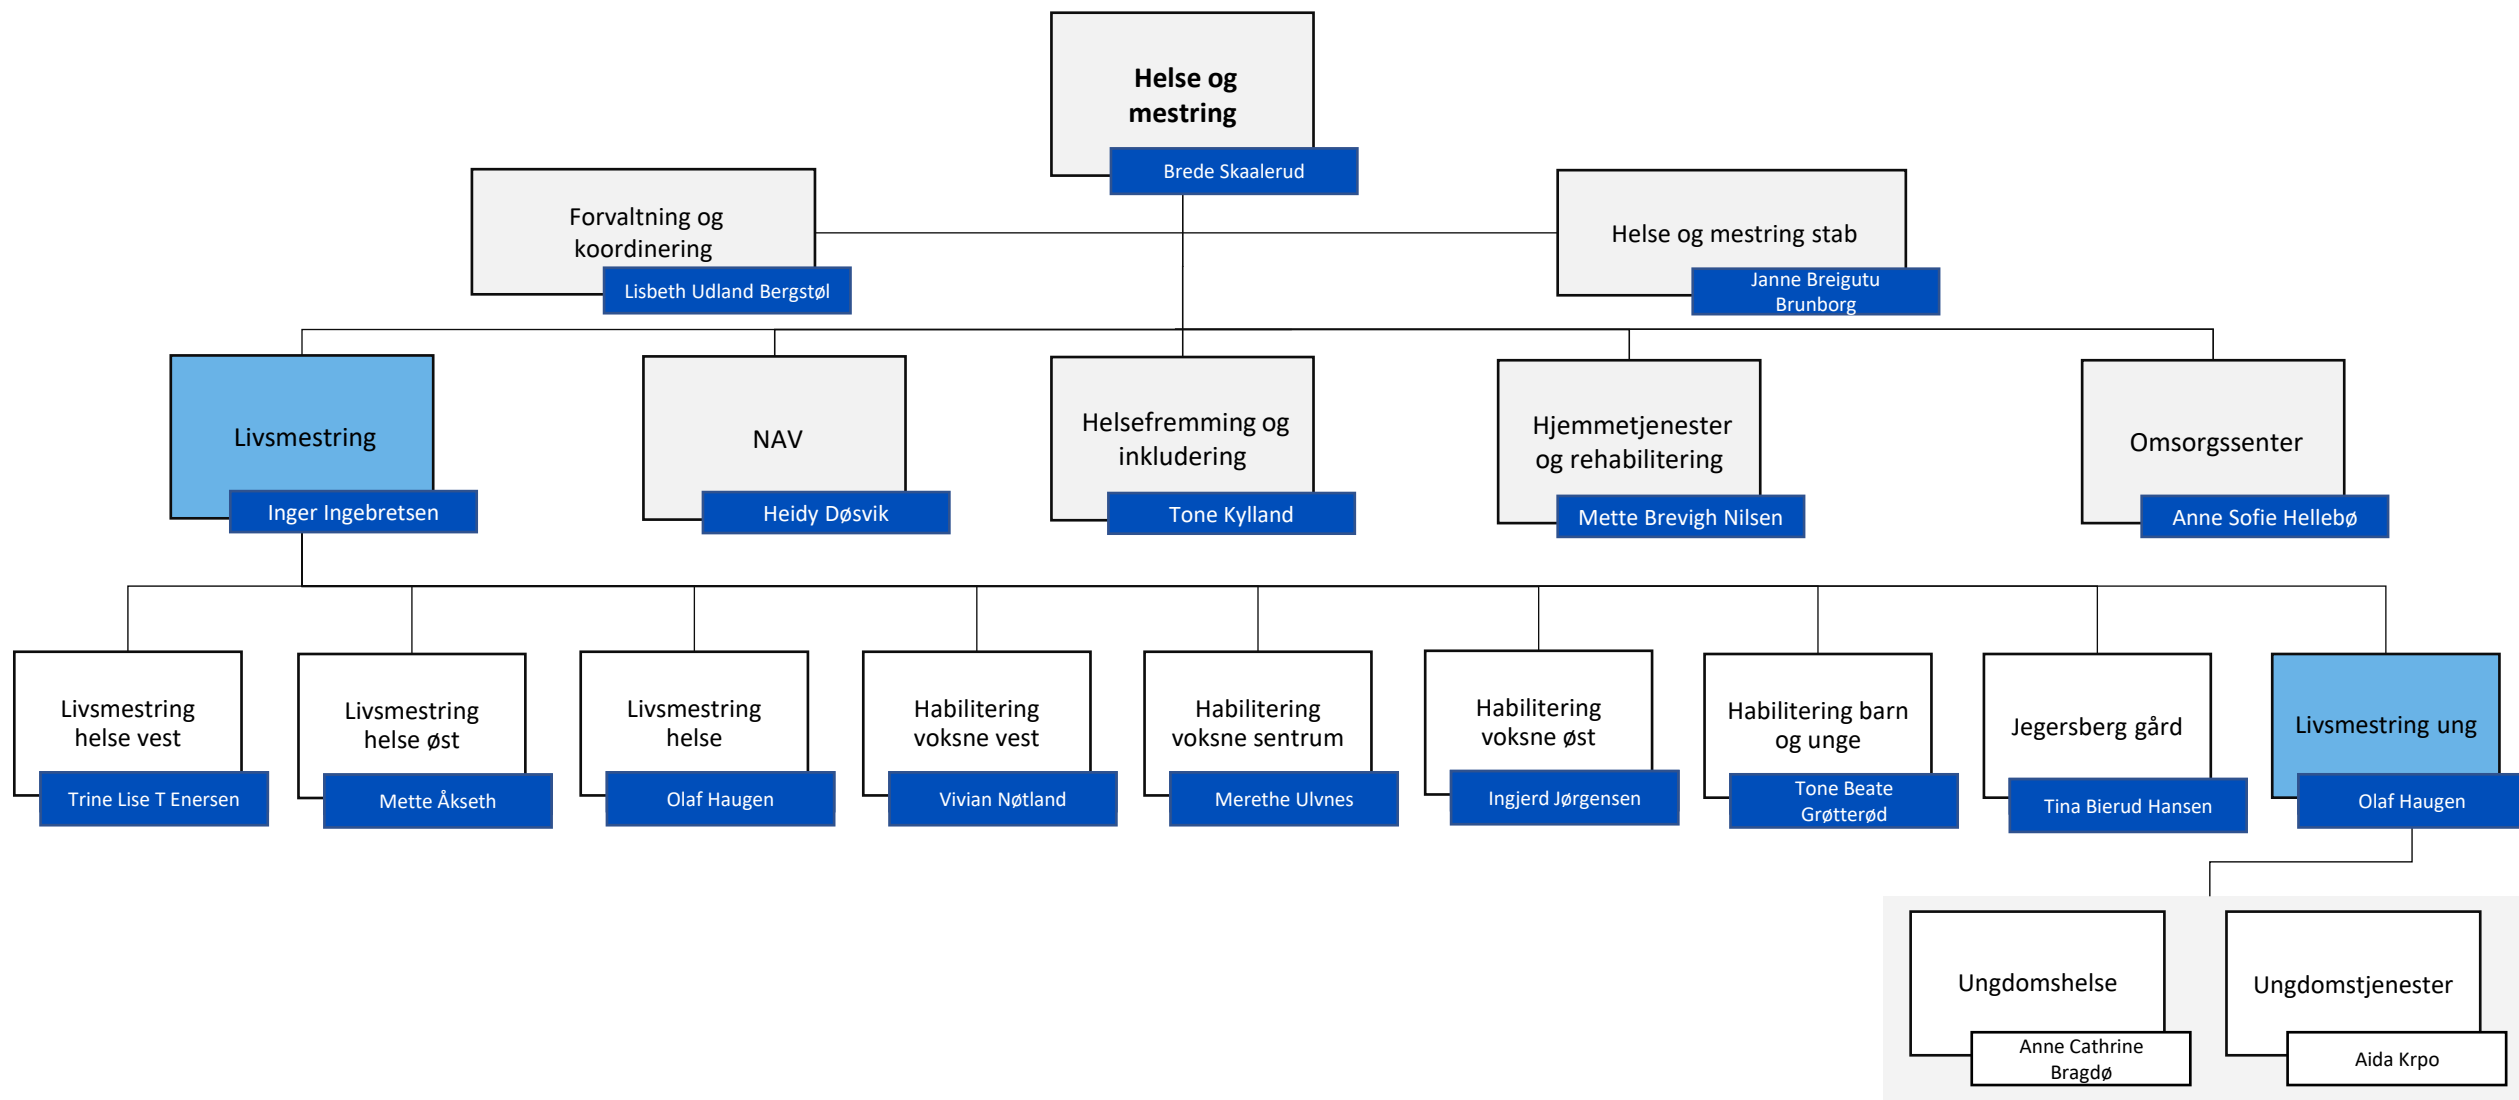 Helse og
mestring
Brede Skaalerud
Forvaltning og
koordinering
Lisbeth Udland Bergstøl
Helse og mestring stab
Janne Breigutu
Brunborg
Livsmestring
Inger Ingebretsen
NAV
Heidy Døsvik
Helsefremming og
inkludering
Tone Kylland
Hjemmetjenester
og rehabilitering
Mette Brevigh Nilsen
Omsorgssenter
Anne Sofie Hellebø
Livsmestring
helse vest
Trine Lise T Enersen
Livsmestring
helse øst
Mette Åkseth
Livsmestring
helse
Olaf Haugen
Habilitering
voksne vest
Vivian Nøtland
Habilitering
voksne sentrum
Merethe Ulvnes
Habilitering
voksne øst
Ingjerd Jørgensen
Habilitering barn
og unge
Tone Beate
Grøtterød
Jegersberg gård
Tina Bierud Hansen
Livsmestring ung
Olaf Haugen
Ungdomshelse
Anne Cathrine
Bragdø
Ungdomstjenester
Aida Krpo